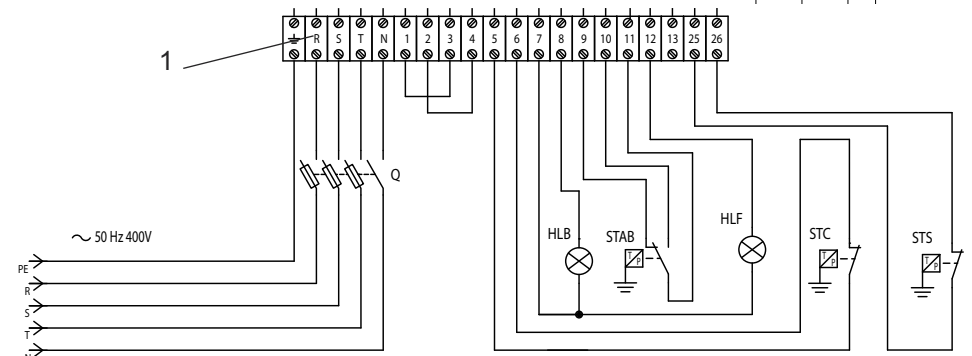 R S T N 1 2 3 4 5 6 7 8 9 10 11 12 13 25 26
1
Q
50 Hz 400V
HLB STAB HLF STC STS
T P T P T P
PE
R
S
T
N